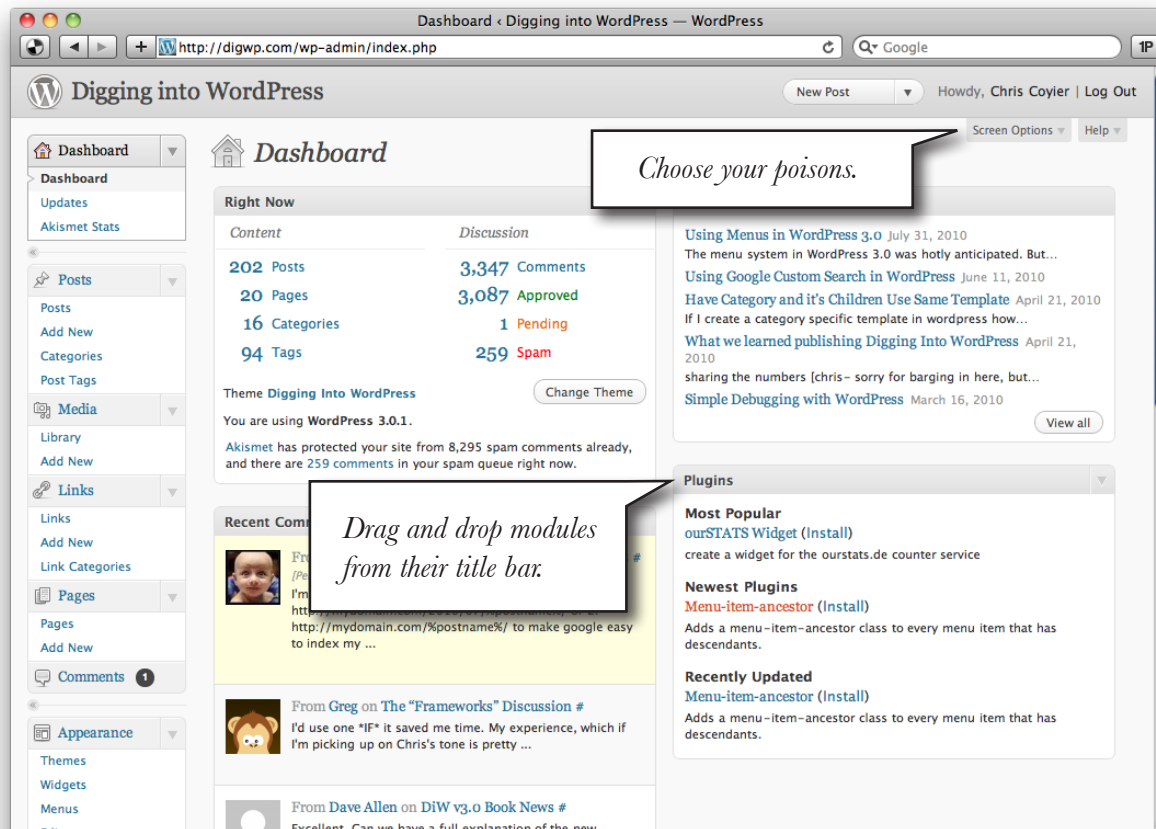 Dashboard ‹ Digging into WordPress — WordPress
http://digwp.com/wp-admin/index.php
Google
1P
Digging into WordPress
New Post
Howdy, Chris Coyier | Log Out
Screen Options
Help
Choose your poisons.
Dashboard
Dashboard
Updates
Akismet Stats
Posts
Posts
Add New
Categories
Post Tags
Media
Library
Add New
Links
Links
Add New
Link Categories
Pages
Pages
Add New
Comments 1
Appearance
Themes
Widgets
Menus
Dashboard
Right Now
Content
202 Posts
20 Pages
16 Categories
94 Tags
Discussion
3,347 Comments
3,087 Approved
1 Pending
259 Spam
Theme Digging Into WordPress
Change Theme
You are using WordPress 3.0.1.
Akismet has protected your site from 8,295 spam comments already,
and there are 259 comments in your spam queue right now.
Drag and drop modules
from their title bar.
Recent
#
I'm
http://mydomain.com/%postname%/ to make google easy
to index my ...
From Greg on The “Frameworks” Discussion #
I'd use one *IF* it saved me time. My experience, which if
I'm picking up on Chris's tone is pretty ...
From Dave Allen on DiW v3.0 Book News #
Excellent. Can we have a full explanation of the new
Using Menus in WordPress 3.0 July 31, 2010
The menu system in WordPress 3.0 was hotly anticipated. But...
Using Google Custom Search in WordPress June 11, 2010
Have Category and it's Children Use Same Template April 21, 2010
If I create a category specific template in wordpress how...
What we learned publishing Digging Into WordPress April 21,
2010
sharing the numbers [chris– sorry for barging in here, but...
Simple Debugging with WordPress March 16, 2010
View all
Plugins
Most Popular
ourSTATS Widget (Install)
create a widget for the ourstats.de counter service
Newest Plugins
Menu-item-ancestor (Install)
Adds a menu-item-ancestor class to every menu item that has
descendants.
Recently Updated
Menu-item-ancestor (Install)
Adds a menu-item-ancestor class to every menu item that has
descendants.